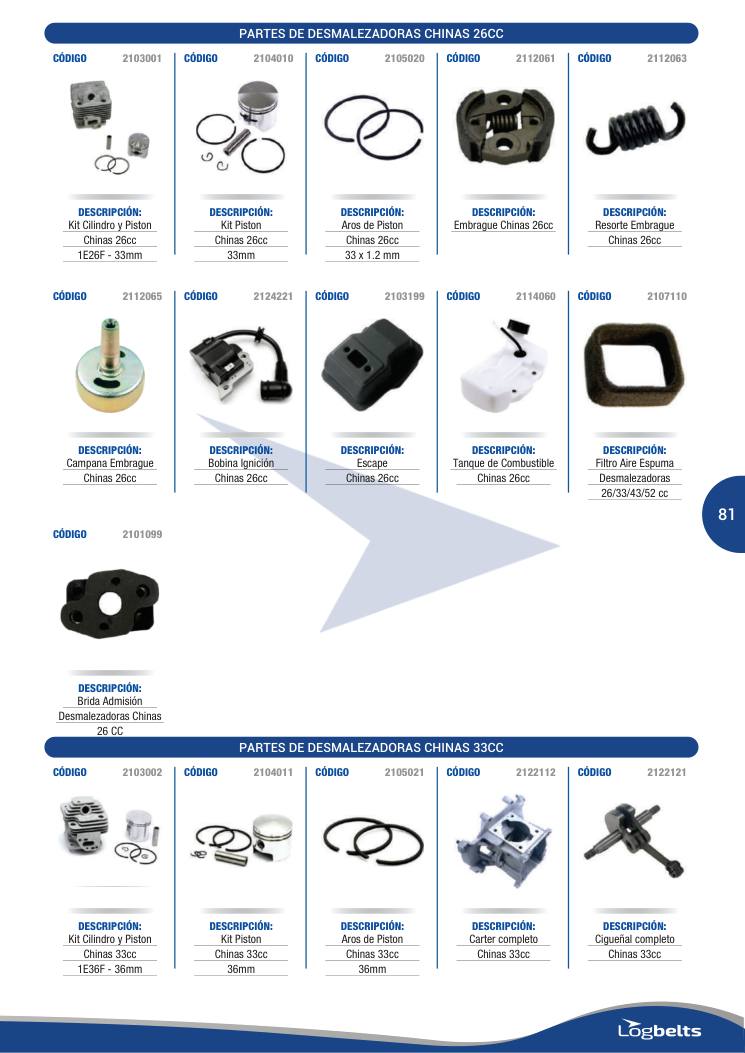 PARTES DE DESMALEZADORAS CHINAS 26CC
CÓDIGO 2103001
DESCRIPCIÓN:
Kit Cilindro y Piston
Chinas 26cc
1E26F - 33mm
CÓDIGO 2104010
DESCRIPCIÓN:
Kit Piston
Chinas 26cc
33mm
CÓDIGO 2105020
DESCRIPCIÓN:
Aros de Piston
Chinas 26cc
33 x 1.2 mm
CÓDIGO 2112061
DESCRIPCIÓN:
Embrague Chinas 26cc
CÓDIGO 2112063
DESCRIPCIÓN:
Resorte Embrague
Chinas 26cc
CÓDIGO 2112065
DESCRIPCIÓN:
Campana Embrague
Chinas 26cc
CÓDIGO 2124221
DESCRIPCIÓN:
Bobina Ignición
Chinas 26cc
CÓDIGO 2103199
DESCRIPCIÓN:
Escape
Chinas 26cc
CÓDIGO 2114060
DESCRIPCIÓN:
Tanque de Combustible
Chinas 26cc
CÓDIGO 2107110
DESCRIPCIÓN:
Filtro Aire Espuma
Desmalezadoras
26/33/43/52 cc
81
CÓDIGO 2101099
DESCRIPCIÓN:
Brida Admisión
Desmalezadoras Chinas
26 CC
PARTES DE DESMALEZADORAS CHINAS 33CC
CÓDIGO 2103002
DESCRIPCIÓN:
Kit Cilindro y Piston
Chinas 33cc
1E36F - 36mm
CÓDIGO 2104011
DESCRIPCIÓN:
Kit Piston
Chinas 33cc
36mm
CÓDIGO 2105021
DESCRIPCIÓN:
Aros de Piston
Chinas 33cc
36mm
CÓDIGO 2122112
DESCRIPCIÓN:
Carter completo
Chinas 33cc
CÓDIGO 2122121
DESCRIPCIÓN:
Cigueñal completo
Chinas 33cc
Logbelts